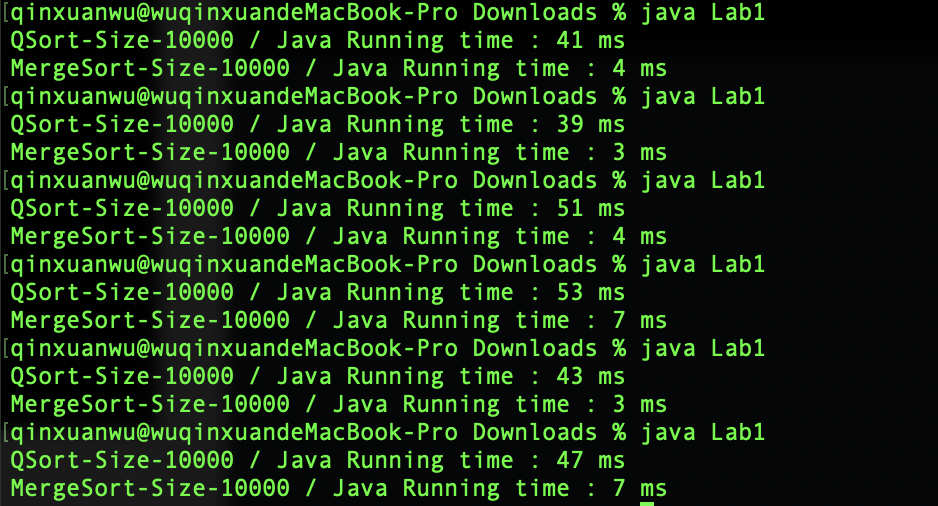 [qinxuanwu@wuqinxuandeMacBook-Pro Downloads % java Lab1
QSort-Size-10000 / Java Running time : 41 ms
MergeSort-Size-10000 / Java Running time : 4 ms
[qinxuanwu@wuqinxuandeMacBook-Pro Downloads % java Lab1
QSort-Size-10000 / Java Running time : 39 ms
MergeSort-Size-10000 / Java Running time : 3 ms
[qinxuanwu@wuqinxuandeMacBook-Pro Downloads % java Lab1
QSort-Size-10000 / Java Running time : 51 ms
MergeSort-Size-10000 / Java Running time : 4 ms
[qinxuanwu@wuqinxuandeMacBook-Pro Downloads % java Lab1
QSort-Size-10000 / Java Running time : 53 ms
MergeSort-Size-10000 / Java Running time : 7 ms
[qinxuanwu@wuqinxuandeMacBook-Pro Downloads % java Lab1
QSort-Size-10000 / Java Running time : 43 ms
MergeSort-Size-10000 / Java Running time : 3 ms
[qinxuanwu@wuqinxuandeMacBook-Pro Downloads % java Lab1
QSort-Size-10000 / Java Running time : 47 ms
MergeSort-Size-10000 / Java Running time : 7 ms